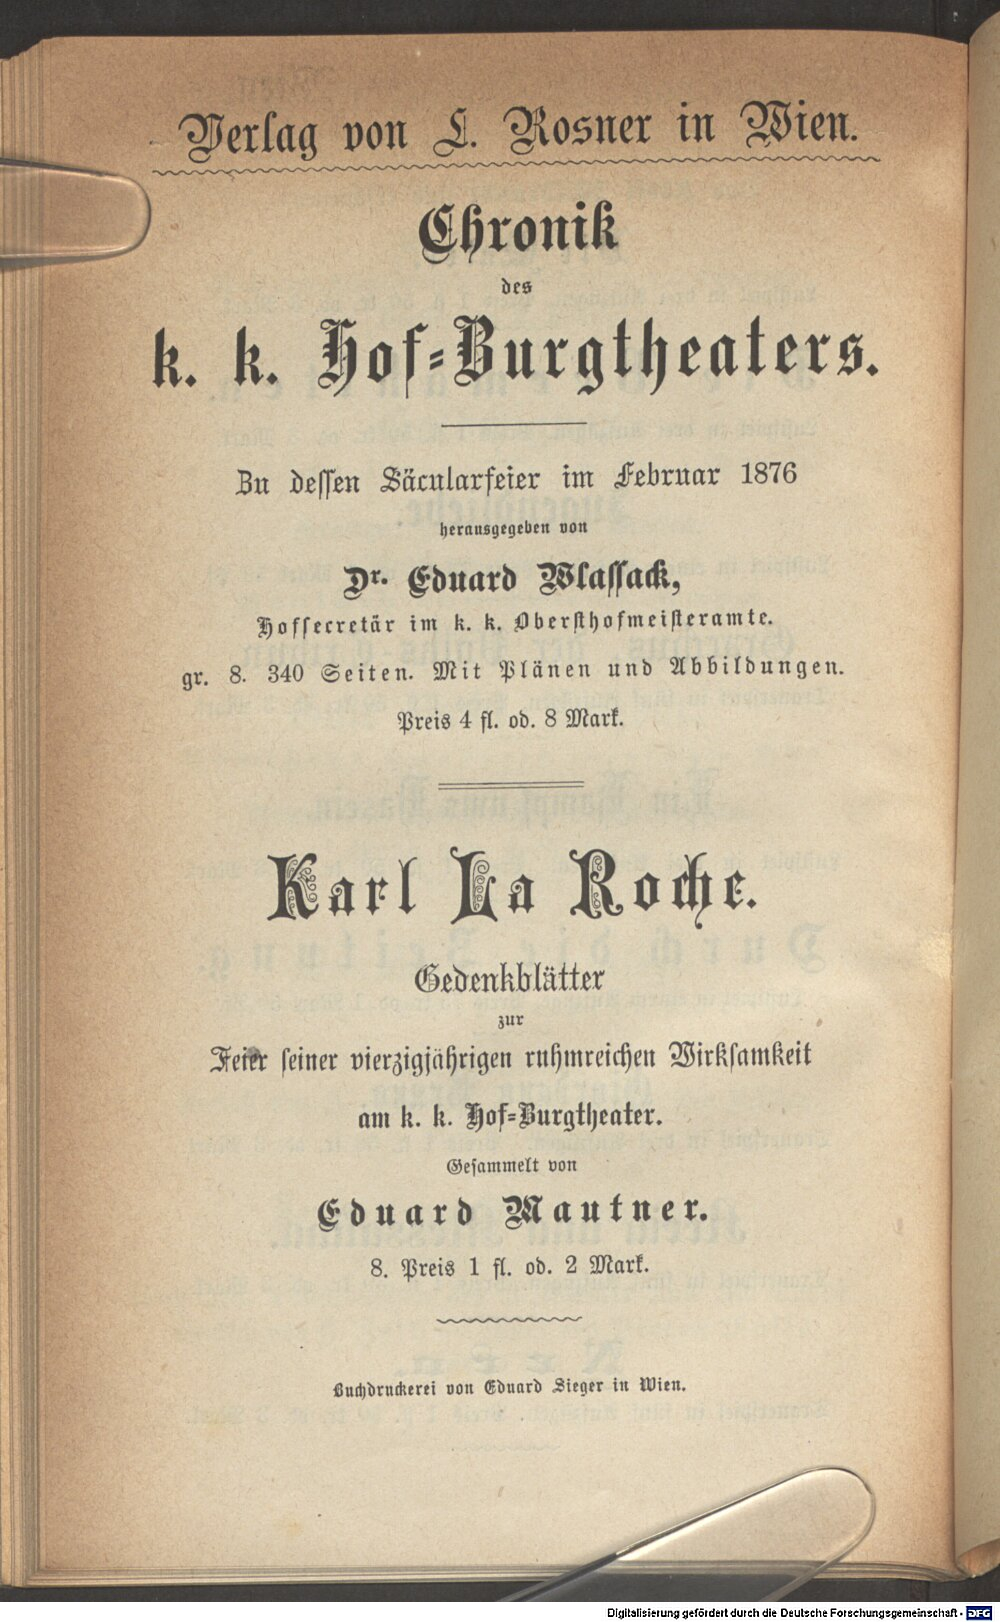 Verlag von L. Rosner in Wien.
Chronik
des
k. k. Hof=Burgtheaters.
Zu dessen Säcularfeier im Februar 1876
herausgegeben von
Dr. Eduard Wlassack,
Hofsecretär im k. k. Obersthofmeisteramte.
gr. 8. 340 Seiten. Mit Plänen und Abbildungen.
Preis 4 fl. od. 8 Mark.
Karl La Roche.
Gedenkblätter
zur
Feier seiner vierzigjährigen ruhmreichen Wirksamkeit
am k. k. Hof=Burgtheater.
Gesammelt von
Eduard Mautner.
8. Preis 1 fl. od. 2 Mark.
Buchdruckerei von Eduard Sieger in Wien.
Digitalisierung gefördert durch die Deutsche Forschungsgemeinschaft - DFG